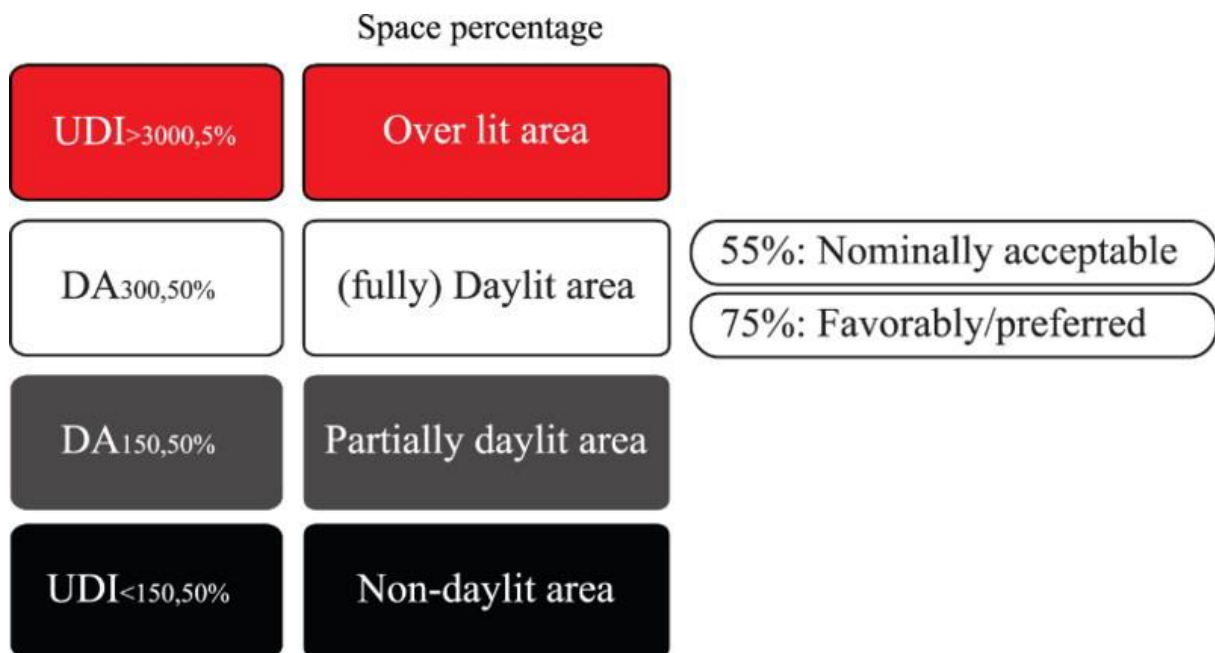 Space percentage
UDI>3000,5%
Over lit area
DA300,50%
(fully) Daylit area
55%: Nominally acceptable
75%: Favorably/preferred
DA150,50%
Partially daylit area
UDI<150,50%
Non-daylit area